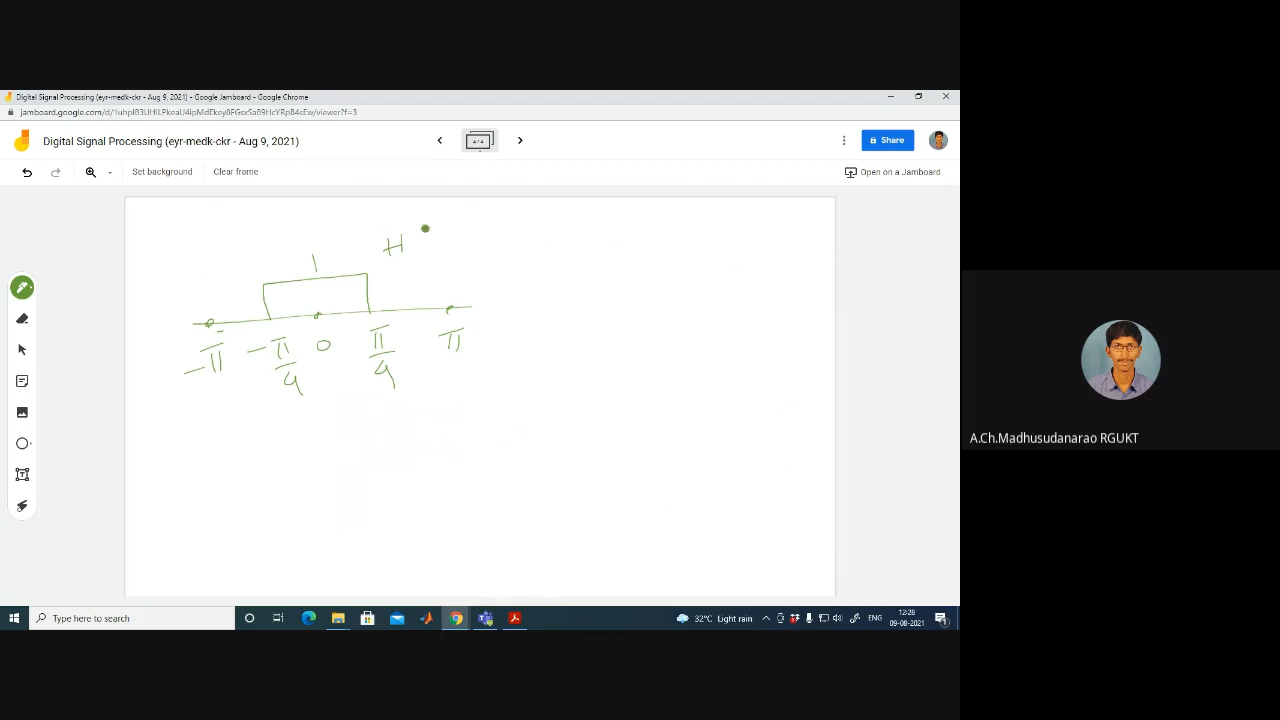 Digital Signal Processing (eyr-medk-ckr - Aug 9, 2021) - Google Jamboard - Google Chrome
Digital Signal Processing (eyr-medk-ckr - Aug 9, 2021)
4 / 4
Share
Set background
Clear frame
Open on a Jamboard
H
1
-π -π/4 0 π/4 π
A.Ch.Madhusudanarao RGUKT
Type here to search
32°C Light rain
ENG
12:28
09-08-2021